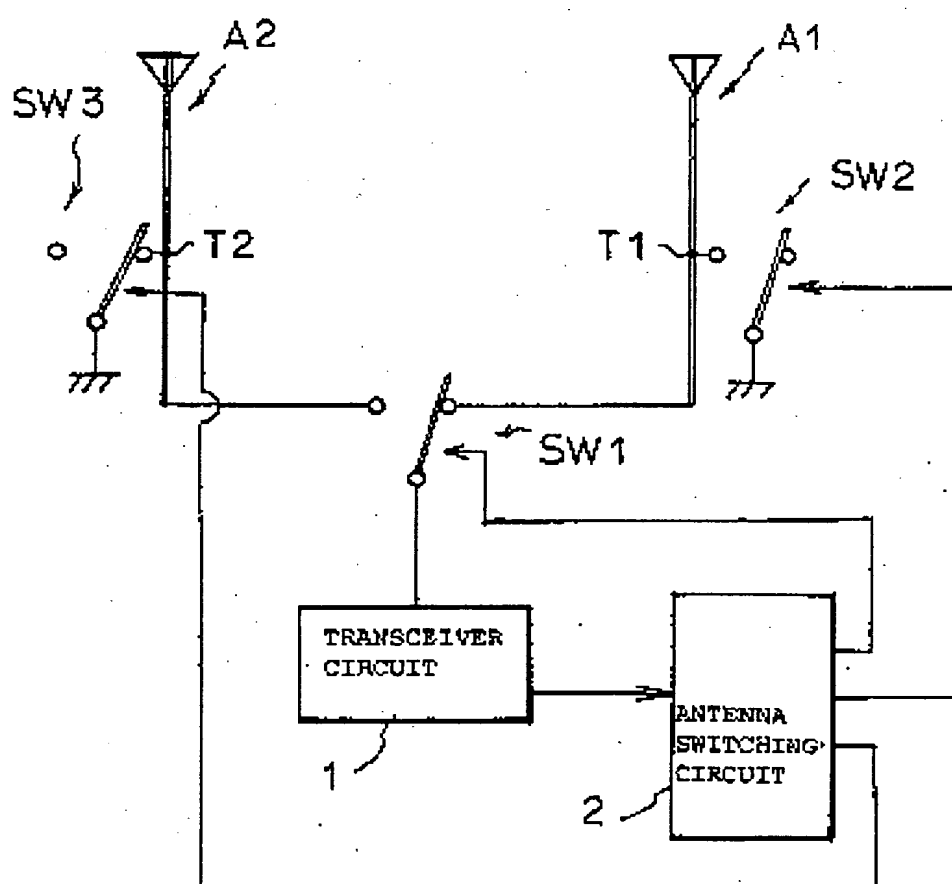 A2
A1
SW3
SW2
T2
T1
SW1
TRANSCEIVER
CIRCUIT
1
ANTENNA
SWITCHING
CIRCUIT
2